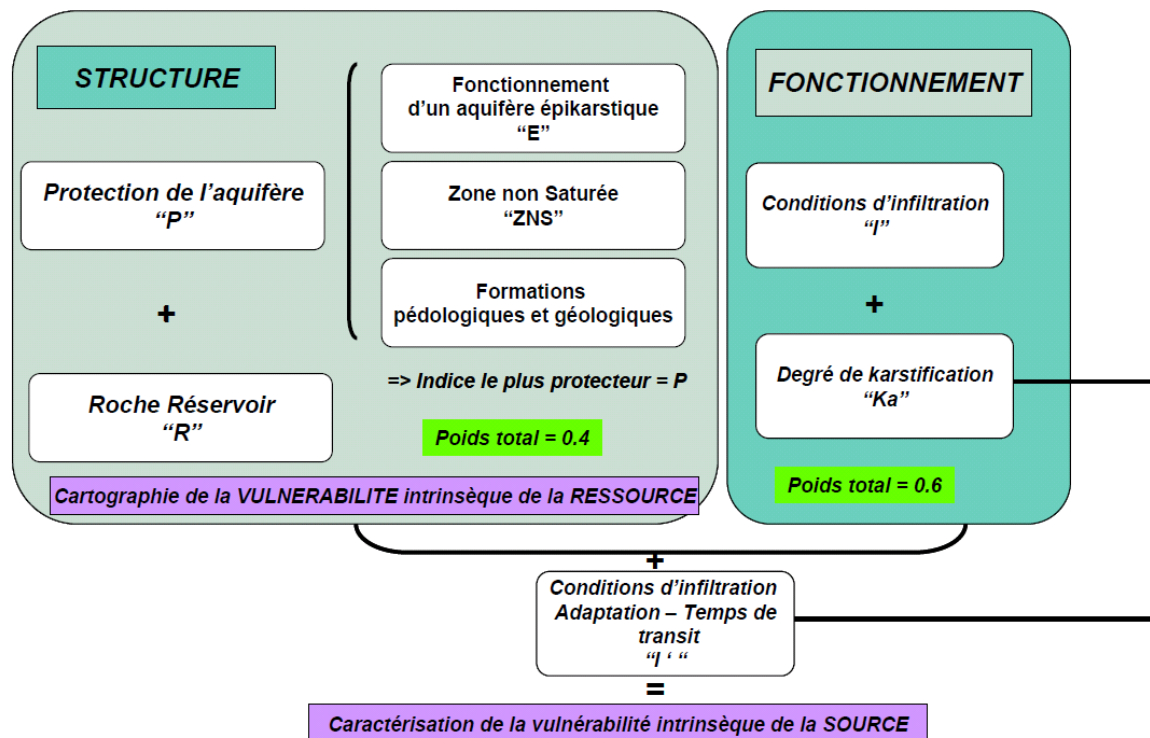 STRUCTURE
Protection de l'aquifère
“P”
+
Roche Réservoir
“R”
Fonctionnement
d'un aquifère épikarstique
“E”
Zone non Saturée
“ZNS”
Formations
pédologiques et géologiques
=> Indice le plus protecteur = P
Poids total = 0.4
Cartographie de la VULNERABILITE intrinsèque de la RESSOURCE
FONCTIONNEMENT
Conditions d'infiltration
“I”
+
Degré de karstification
“Ka”
Poids total = 0.6
+
Conditions d'infiltration
Adaptation – Temps de
transit
“I ‘ “
=
Caractérisation de la vulnérabilité intrinsèque de la SOURCE